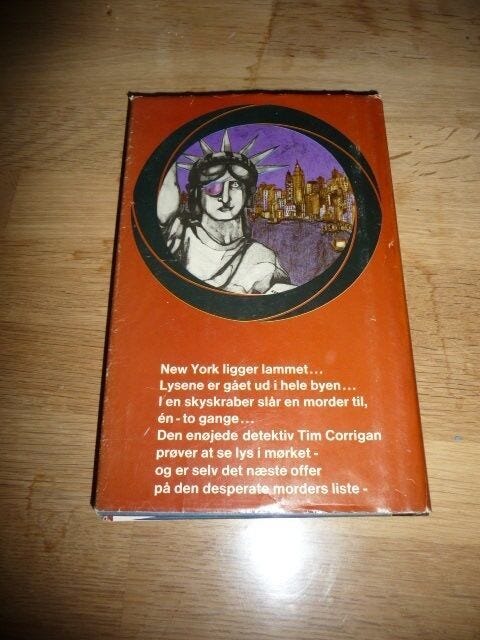 New York ligger lammet...
Lysene er gået ud i hele byen...
I en skyskraber slår en morder til,
én - to gange...
Den enøjede detektiv Tim Corrigan
prøver at se lys i mørket -
og er selv det næste offer
på den desperate morders liste -